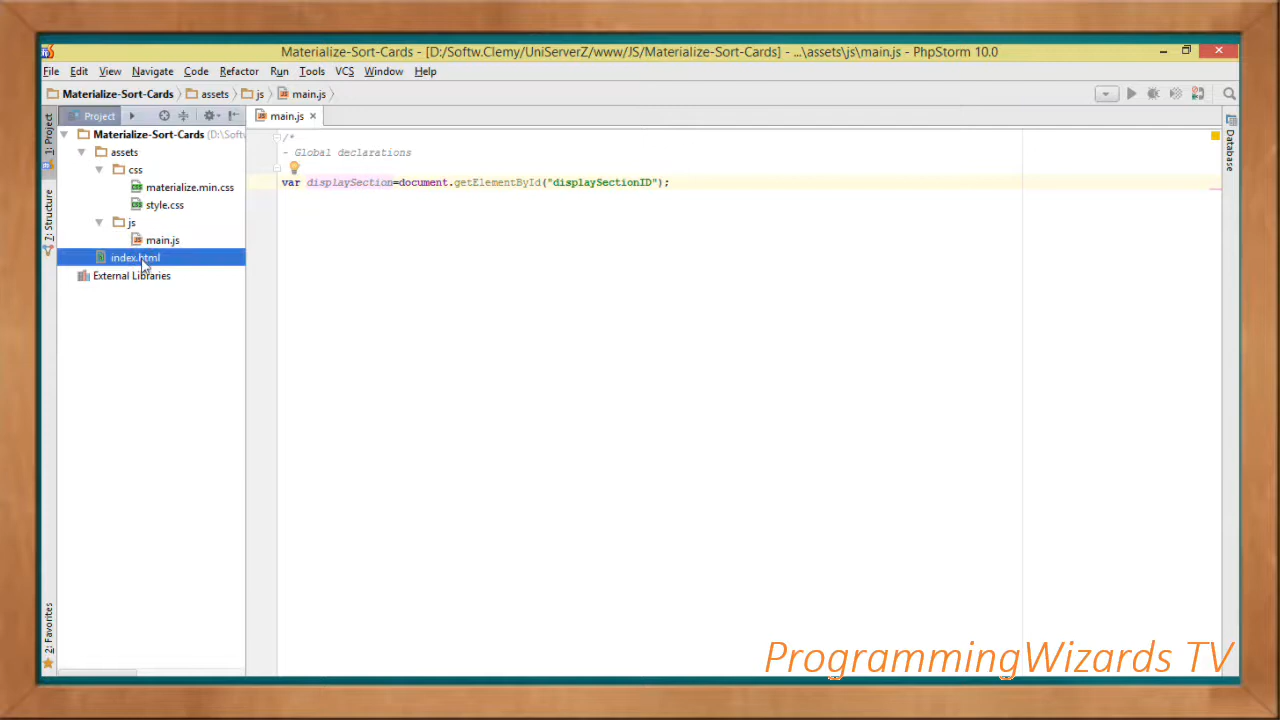 Materialize-Sort-Cards - [D:/Softw.Clemy/UniServerZ/www/JS/Materialize-Sort-Cards] - ...\assets\js\main.js - PhpStorm 10.0
File Edit View Navigate Code Refactor Run Tools VCS Window Help
Materialize-Sort-Cards assets js main.js
Project
main.js
1: Project
Z: Structure
2: Favorites
Materialize-Sort-Cards (D:\Softw
assets
css
materialize.min.css
style.css
js
main.js
index.html
External Libraries
/*
- Global declarations
var displaySection=document.getElementById("displaySectionID");
Database
ProgrammingWizards TV